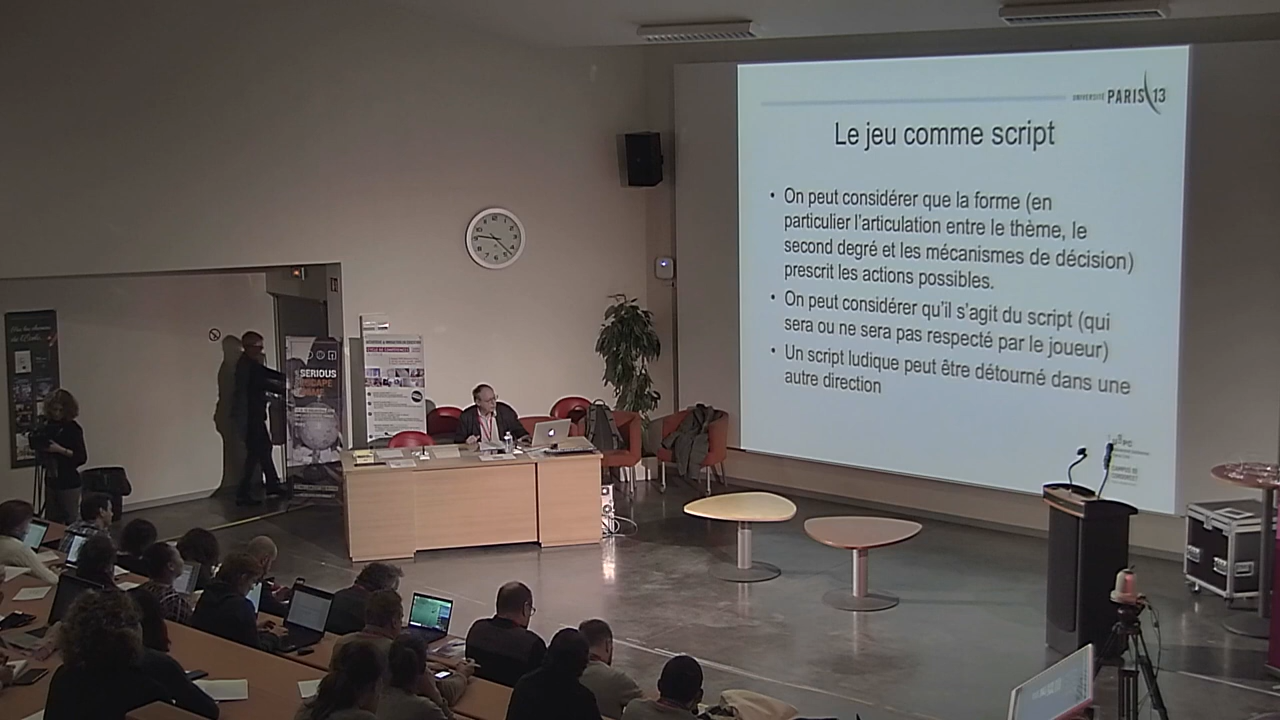 UNIVERSITÉ PARIS 13
Le jeu comme script
• On peut considérer que la forme (en
particulier l'articulation entre le thème, le
second degré et les mécanismes de décision)
prescrit les actions possibles.
• On peut considérer qu'il s'agit du script (qui
sera ou ne sera pas respecté par le joueur)
• Un script ludique peut être détourné dans une
autre direction
SERIOUS
ESCAPE
GAME